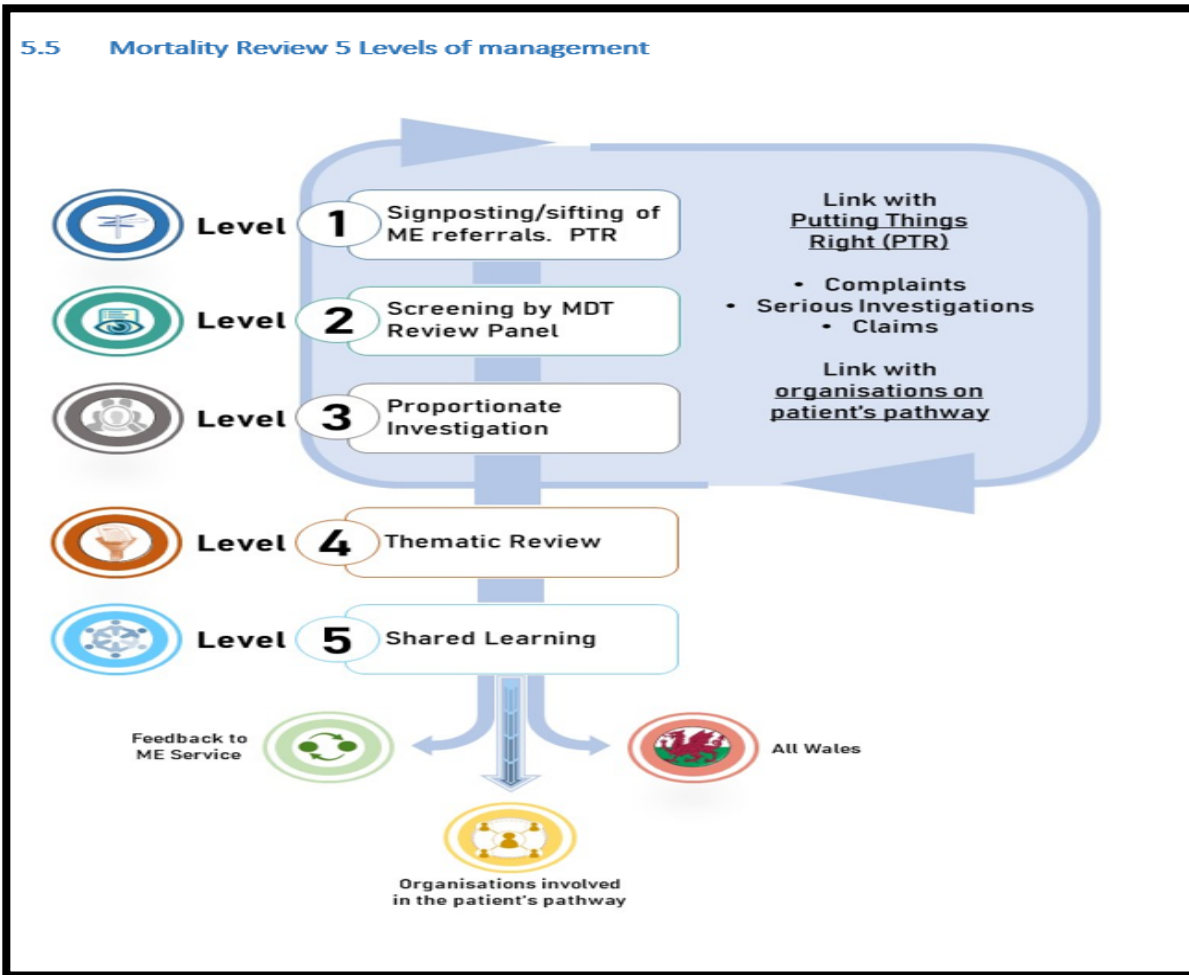 5.5 Mortality Review 5 Levels of management
Level 1 Signposting/sifting of
ME referrals. PTR
Level 2 Screening by MDT
Review Panel
Level 3 Proportionate
Investigation
Link with
Putting Things
Right (PTR)
• Complaints
• Serious Investigations
• Claims
Link with
organisations on
patient's pathway
Level 4 Thematic Review
Level 5 Shared Learning
Feedback to
ME Service
All Wales
Organisations involved
in the patient's pathway